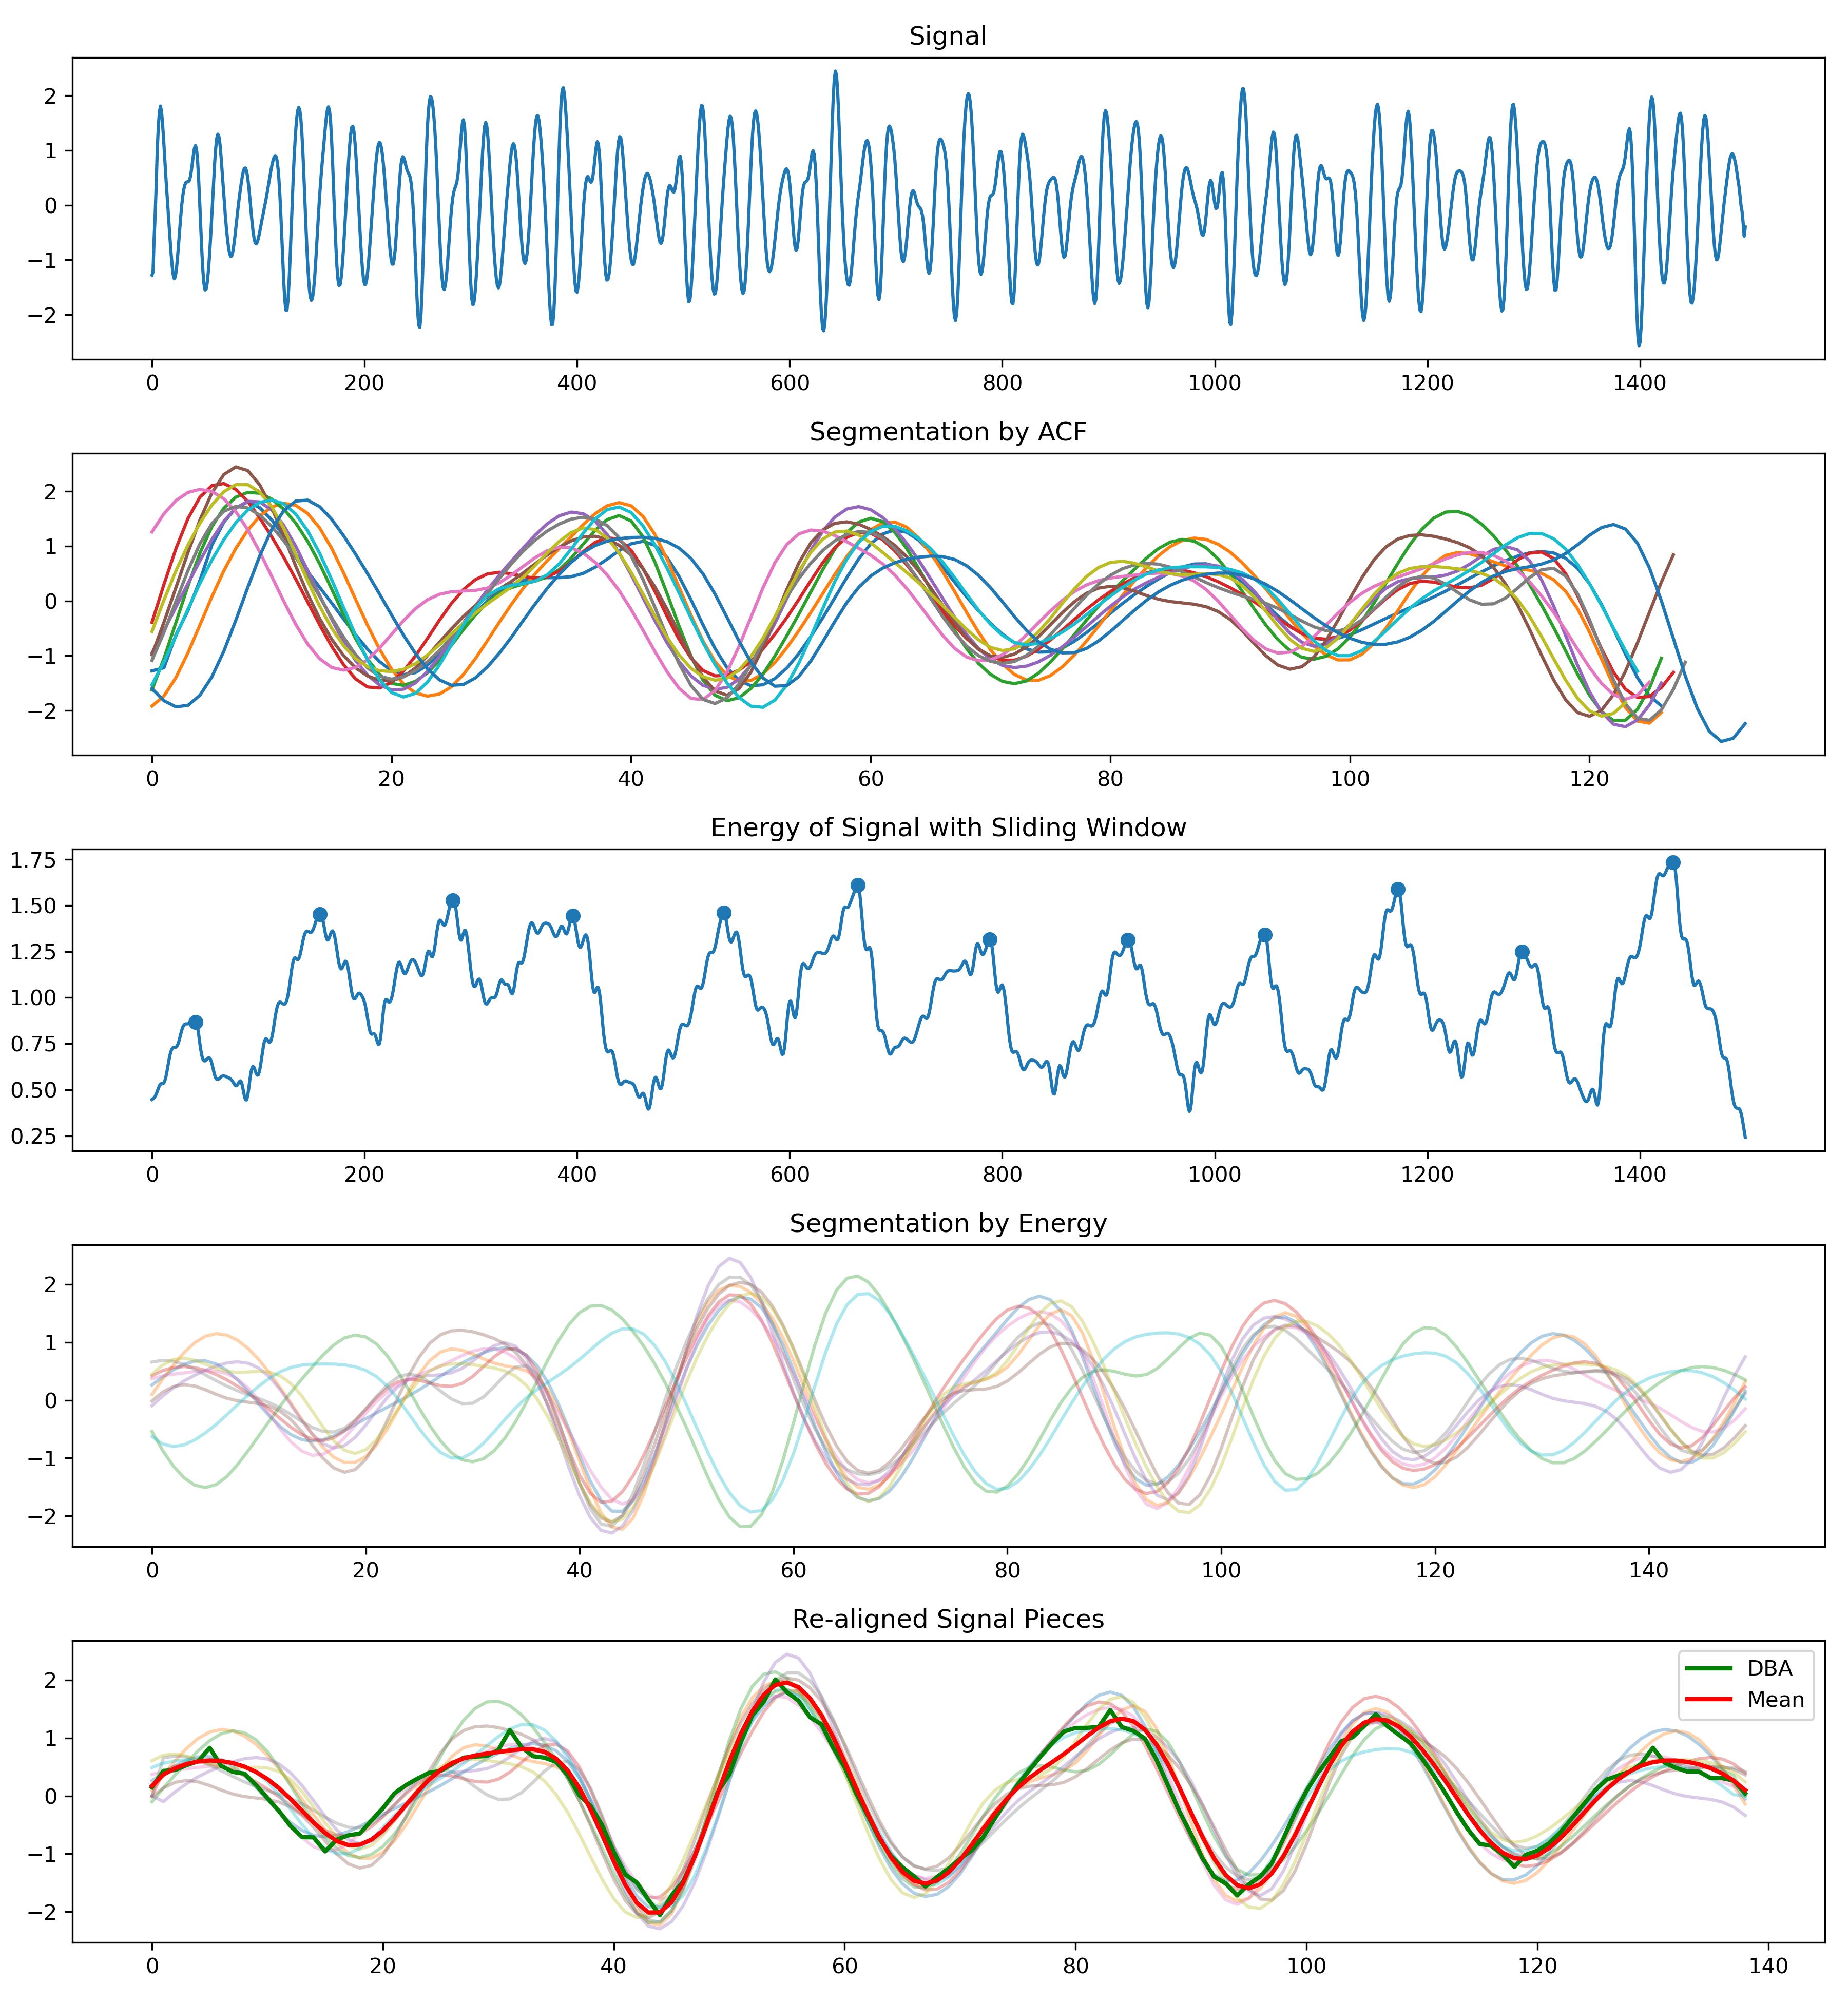 Signal
2
1
0
−1
−2
0 200 400 600 800 1000 1200 1400
Segmentation by ACF
2
1
0
−1
−2
0 20 40 60 80 100 120
Energy of Signal with Sliding Window
1.75
1.50
1.25
1.00
0.75
0.50
0.25
0 200 400 600 800 1000 1200 1400
Segmentation by Energy
2
1
0
−1
−2
0 20 40 60 80 100 120 140
Re-aligned Signal Pieces
DBA
Mean
2
1
0
−1
−2
0 20 40 60 80 100 120 140